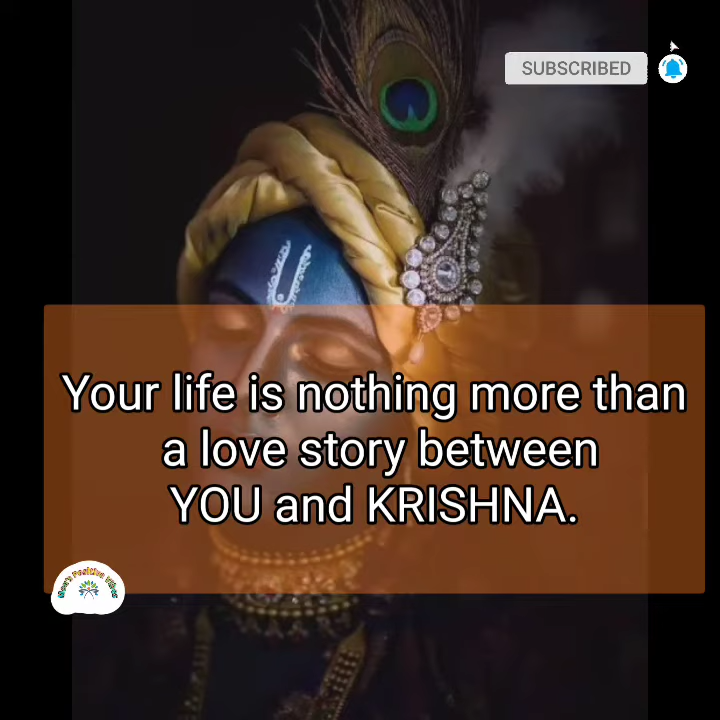 SUBSCRIBED
Your life is nothing more than
a love story between
YOU and KRISHNA.